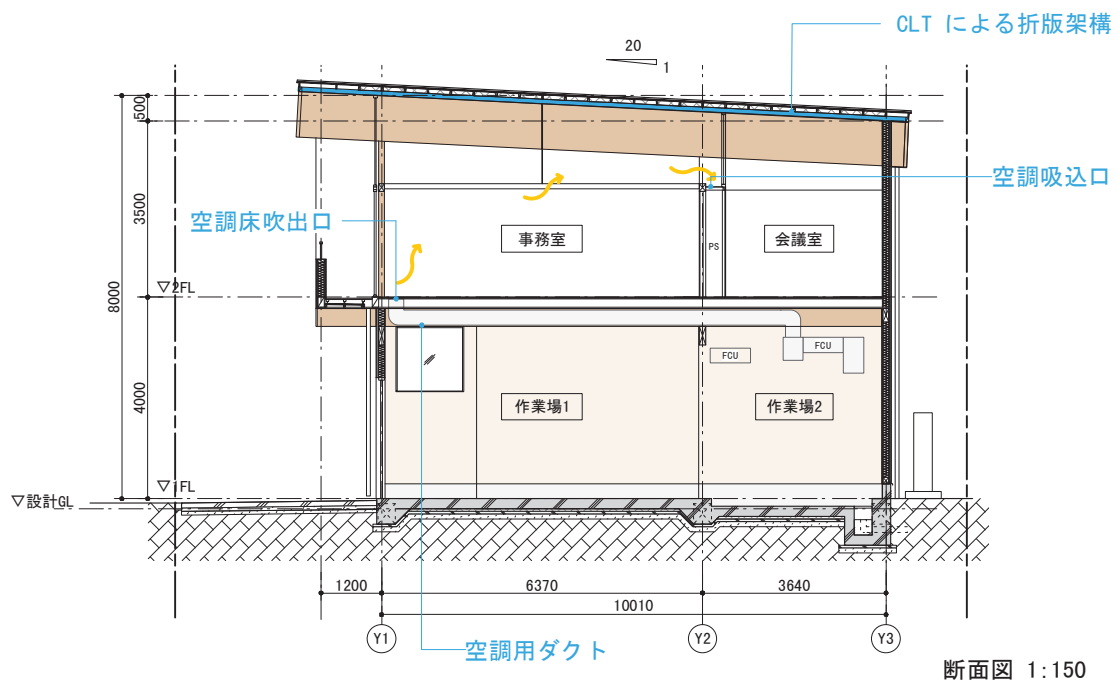 CLT による折版架構
20
1
500
空調吸込口
3500
空調床吹出口
事務室
PS
会議室
▽2FL
8000
FCU
FCU
4000
作業場1
作業場2
▽1FL
▽設計GL
1200
6370
3640
10010
Y1
Y2
Y3
空調用ダクト
断面図 1:150